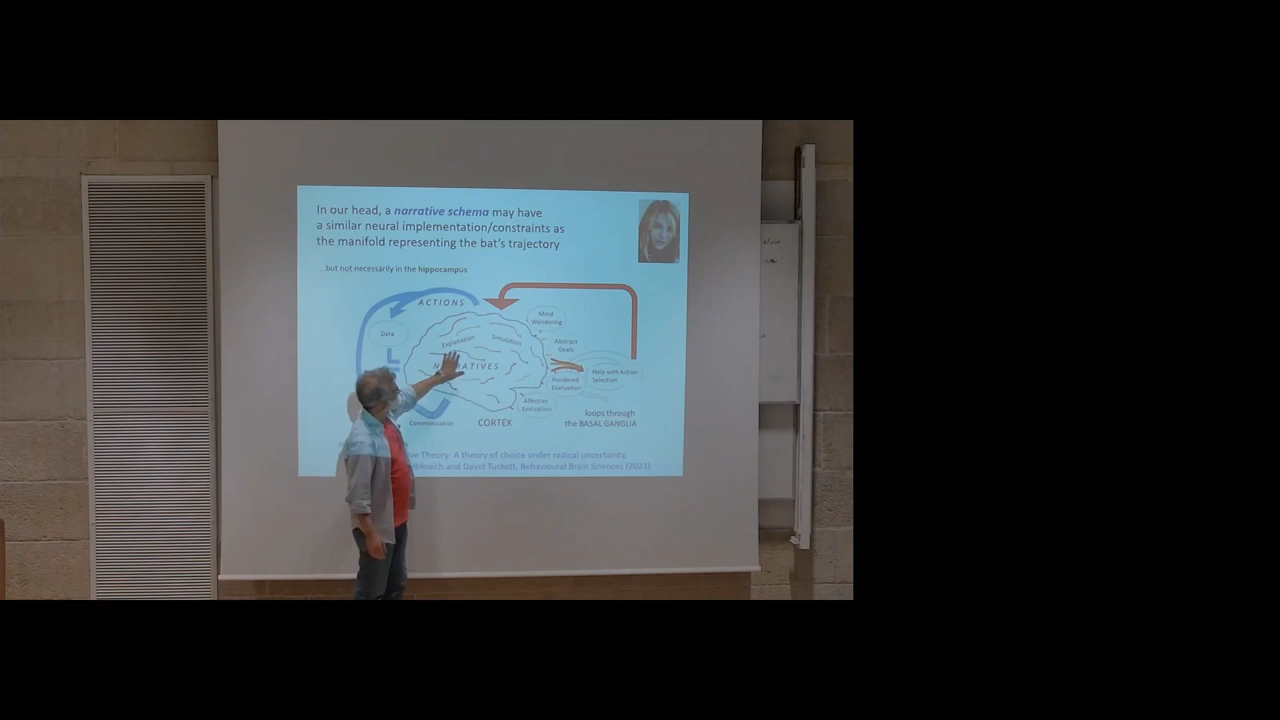 In our head, a narrative schema may have
a similar neural implementation/constraints as
the manifold representing the bat's trajectory
...but not necessarily in the hippocampus
ACTIONS
Mind
Wandering
Data
Explanation
Simulation
Abstract
Goals
NARRATIVES
Help with Action
Selection
Pondered
Evaluation
Affective
Evaluation
loops through
the BASAL GANGLIA
Communication
CORTEX
Theory: A theory of choice under radical uncertainty,
Bilovich and David Tuckett, Behavioural Brain Sciences (2023)